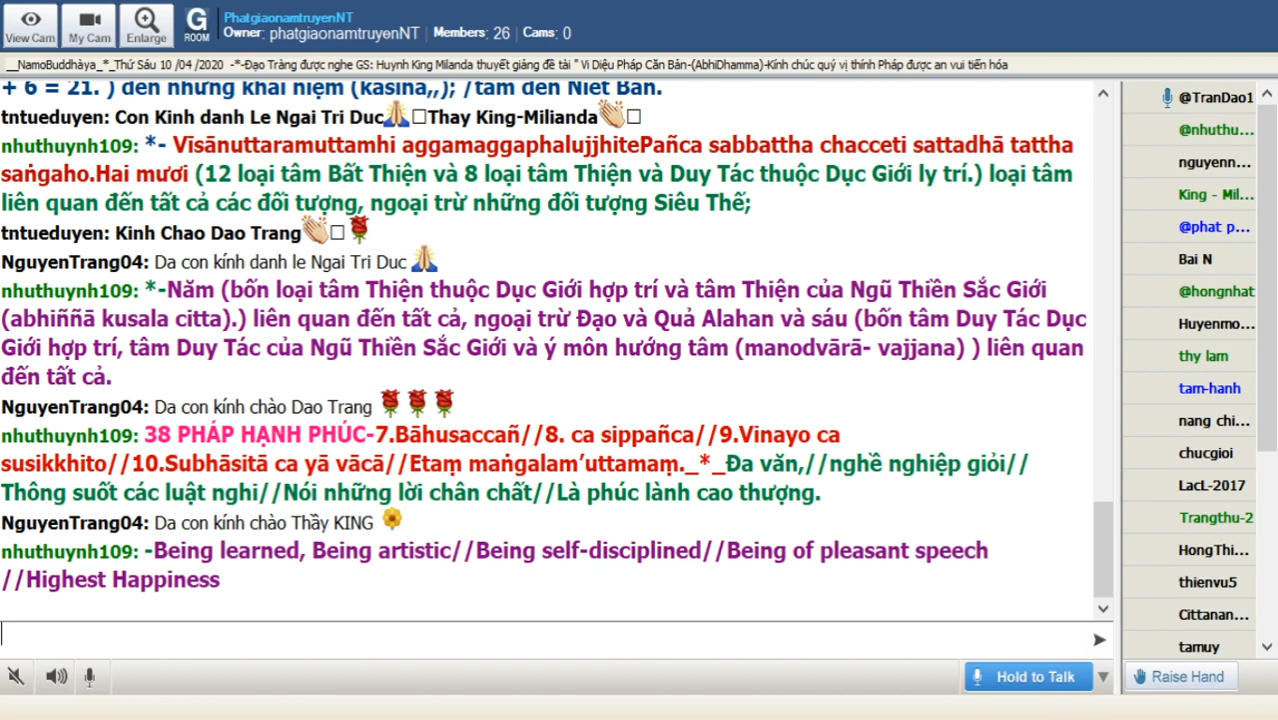 View Cam
My Cam
Enlarge
G
ROOM
PhatgiaonamtruyenNT
Owner: phatgiaonamtruyenNT | Members: 26 | Cams: 0
__NamoBuddhàya_*_Thứ Sáu 10 /04 /2020 -*-Đạo Tràng được nghe GS: Huynh King Milanda thuyết giảng đề tài " Vi Diệu Pháp Căn Bản-(AbhiDhamma)-Kính chúc quý vị thính Pháp được an vui tiến hóa
+ 6 = 21. ) đến những khái niệm (kasina,,); /tám đến Niết Bàn.
tntueduyen: Con Kinh danh Le Ngai Tri Duc🙏□Thay King-Milianda👏□
nhuthuynh109: *- Vīsānuttaramuttamhi aggamaggaphalujjhitePañca sabbattha chacceti sattadhā tattha
saṅgaho.Hai mươi (12 loại tâm Bất Thiện và 8 loại tâm Thiện và Duy Tác thuộc Dục Giới ly trí.) loại tâm
liên quan đến tất cả các đối tượng, ngoại trừ những đối tượng Siêu Thế;
tntueduyen: Kinh Chao Dao Trang👏□🌹
NguyenTrang04: Da con kính danh le Ngai Tri Duc 🙏
nhuthuynh109: *-Năm (bốn loại tâm Thiện thuộc Dục Giới hợp trí và tâm Thiện của Ngũ Thiền Sắc Giới
(abhiññā kusala citta).) liên quan đến tất cả, ngoại trừ Đạo và Quả Alahan và sáu (bốn tâm Duy Tác Dục
Giới hợp trí, tâm Duy Tác của Ngũ Thiền Sắc Giới và ý môn hướng tâm (manodvārā- vajjana) ) liên quan
đến tất cả.
NguyenTrang04: Da con kính chào Dao Trang 🌹🌹🌹
nhuthuynh109: 38 PHÁP HẠNH PHÚC-7.Bāhusaccañ//8. ca sippañca//9.Vinayo ca
susikkhito//10.Subhāsitā ca yā vācā//Etaṃ maṅgalam’uttamaṃ._*_Đa văn,//nghề nghiệp giỏi//
Thông suốt các luật nghi//Nói những lời chân chất//Là phúc lành cao thượng.
NguyenTrang04: Da con kính chào Thầy KING 🌼
nhuthuynh109: -Being learned, Being artistic//Being self-disciplined//Being of pleasant speech
//Highest Happiness
Hold to Talk
@TranDao1
@nhuthu...
nguyenn...
King - Mil...
@phat p...
Bai N
@hongnhat
Huyenmo...
thy lam
tam-hanh
nang chi...
chucgioi
LacL-2017
Trangthu-2
HongThi...
thienvu5
Cittanan...
tamuy
Raise Hand